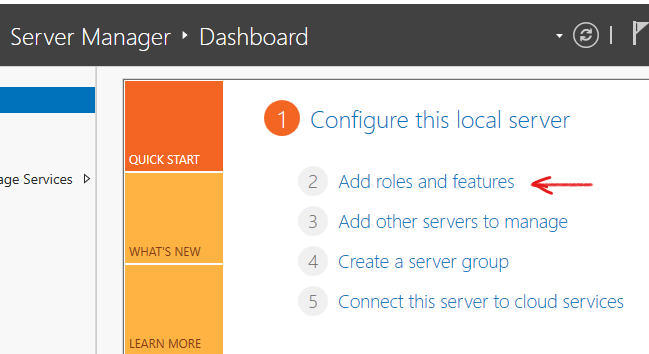 Server Manager ‣ Dashboard
QUICK START
WHAT'S NEW
LEARN MORE
age Services
1 Configure this local server
2 Add roles and features
3 Add other servers to manage
4 Create a server group
5 Connect this server to cloud services